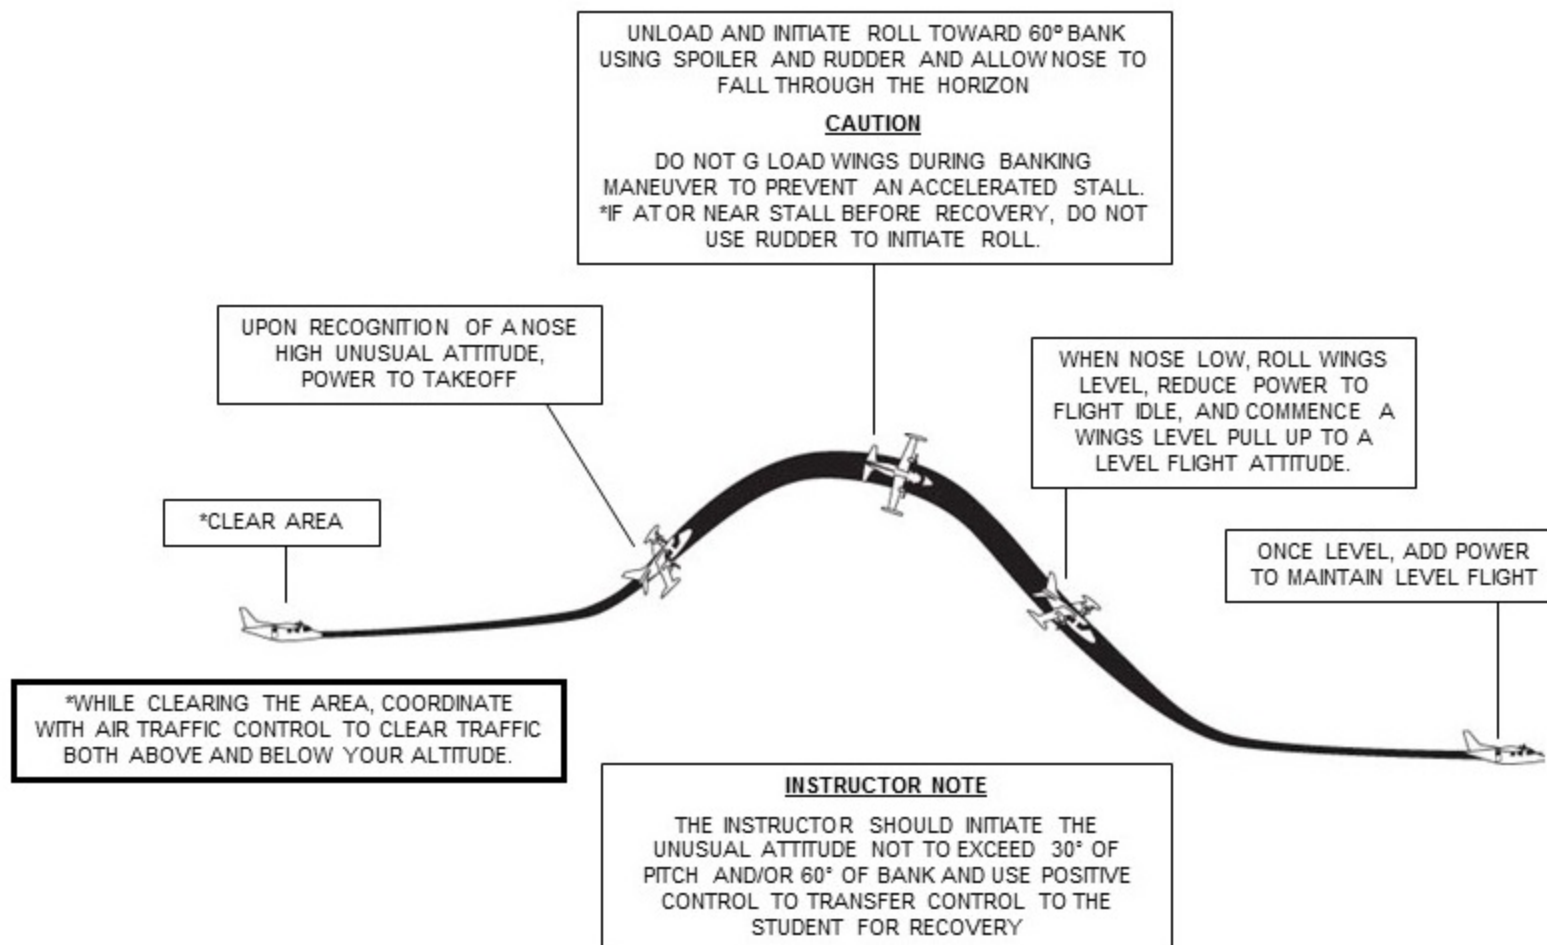 UNLOAD AND INITIATE ROLL TOWARD 60º BANK
USING SPOILER AND RUDDER AND ALLOW NOSE TO
FALL THROUGH THE HORIZON
CAUTION
DO NOT G LOAD WINGS DURING BANKING
MANEUVER TO PREVENT AN ACCELERATED STALL.
*IF AT OR NEAR STALL BEFORE RECOVERY, DO NOT
USE RUDDER TO INITIATE ROLL.
UPON RECOGNITION OF A NOSE
HIGH UNUSUAL ATTITUDE,
POWER TO TAKEOFF
WHEN NOSE LOW, ROLL WINGS
LEVEL, REDUCE POWER TO
FLIGHT IDLE, AND COMMENCE A
WINGS LEVEL PULL UP TO A
LEVEL FLIGHT ATTITUDE.
*CLEAR AREA
ONCE LEVEL, ADD POWER
TO MAINTAIN LEVEL FLIGHT
*WHILE CLEARING THE AREA, COORDINATE
WITH AIR TRAFFIC CONTROL TO CLEAR TRAFFIC
BOTH ABOVE AND BELOW YOUR ALTITUDE.
INSTRUCTOR NOTE
THE INSTRUCTOR SHOULD INITIATE THE
UNUSUAL ATTITUDE NOT TO EXCEED 30° OF
PITCH AND/OR 60° OF BANK AND USE POSITIVE
CONTROL TO TRANSFER CONTROL TO THE
STUDENT FOR RECOVERY